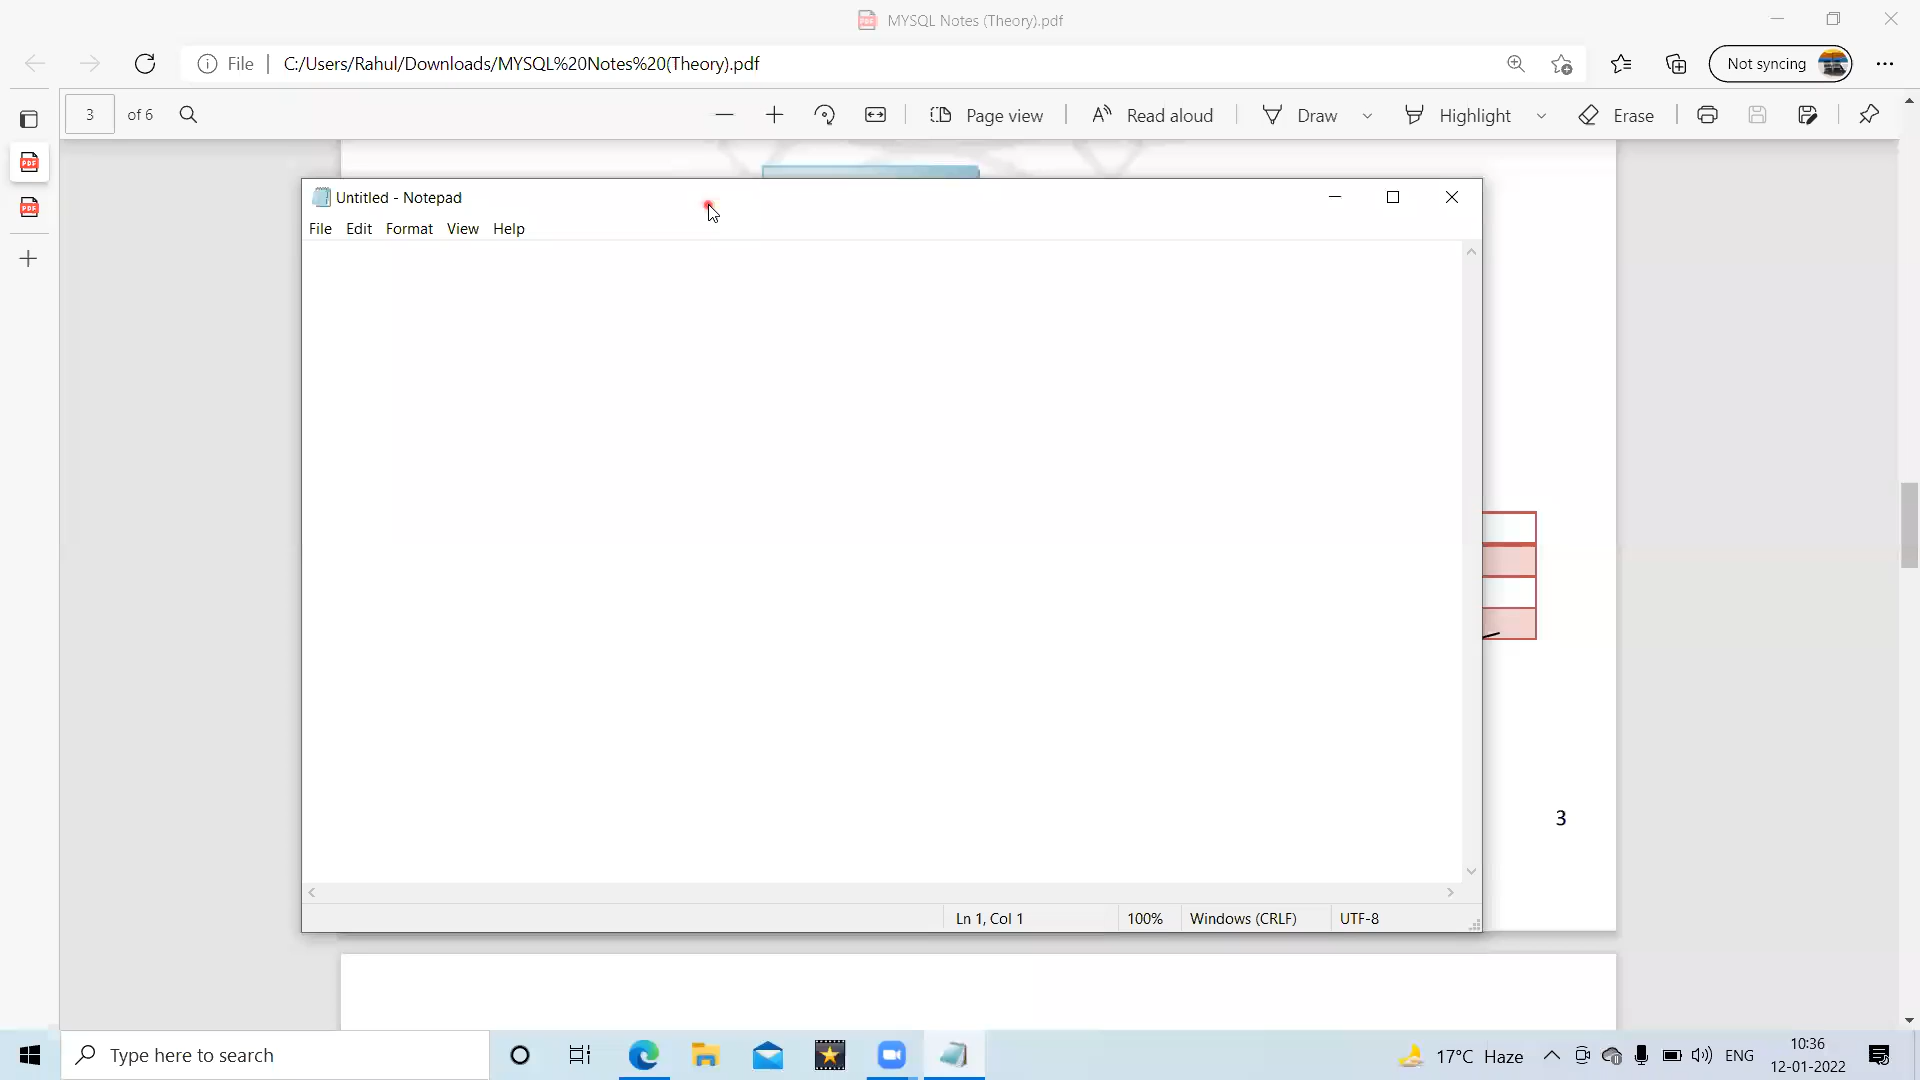 MYSQL Notes (Theory).pdf
File
C:/Users/Rahul/Downloads/MYSQL%20Notes%20(Theory).pdf
Not syncing
3 of 6
Page view
Read aloud
Draw
Highlight
Erase
PDF
PDF
Untitled - Notepad
File Edit Format View Help
3
Ln 1, Col 1
100%
Windows (CRLF)
UTF-8
Type here to search
17°C Haze
ENG
10:36
12-01-2022